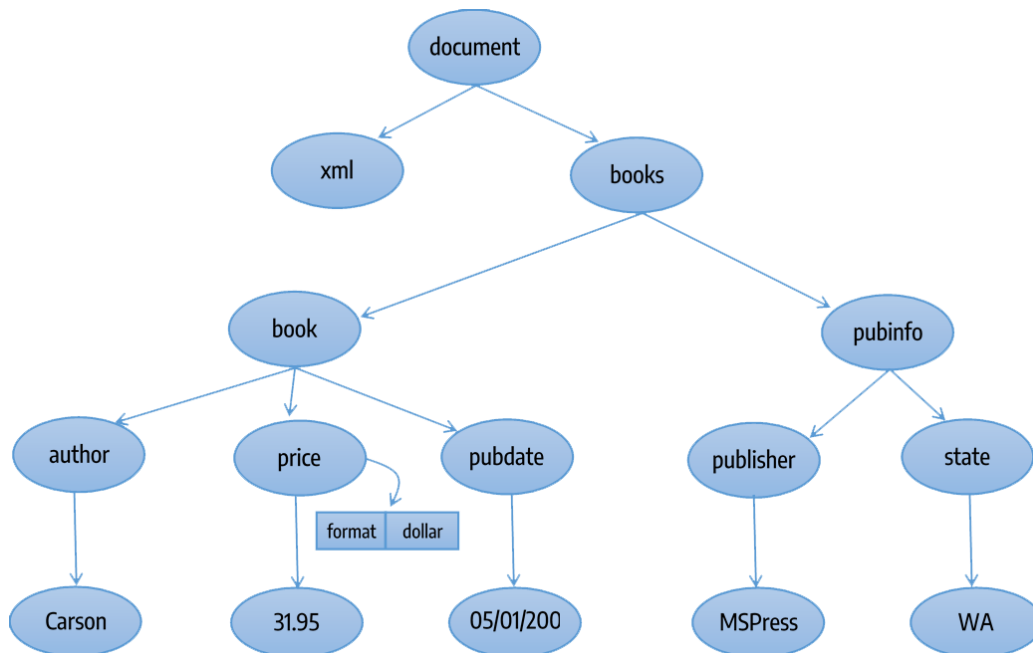 document
xml
books
book
pubinfo
author
price
pubdate
publisher
state
format dollar
Carson
31.95
05/01/200
MSPress
WA